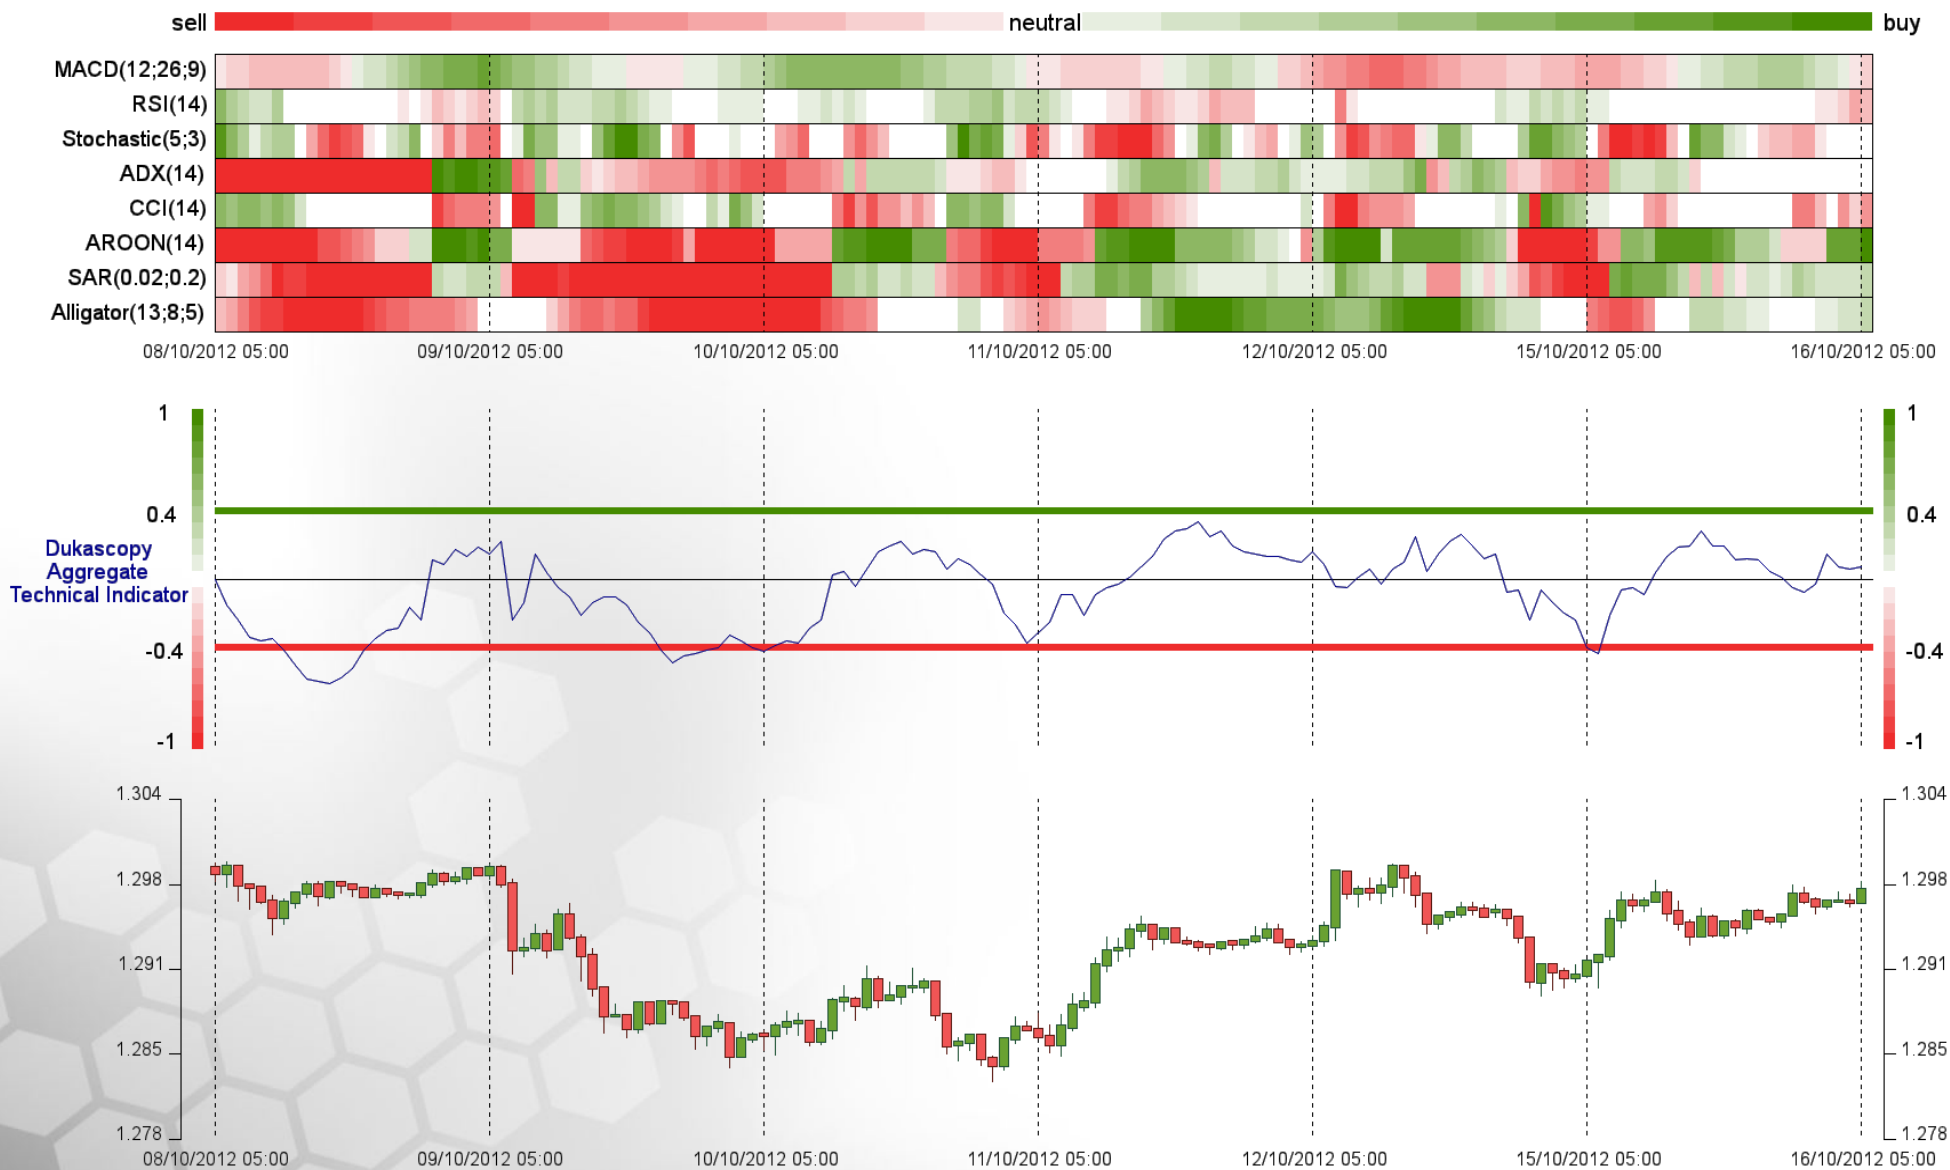 sell neutral buy
MACD(12;26;9)
RSI(14)
Stochastic(5;3)
ADX(14)
CCI(14)
AROON(14)
SAR(0.02;0.2)
Alligator(13;8;5)
08/10/2012 05:00 09/10/2012 05:00 10/10/2012 05:00 11/10/2012 05:00 12/10/2012 05:00 15/10/2012 05:00 16/10/2012 05:00
1 1
0.4 0.4
Dukascopy
Aggregate
Technical Indicator
-0.4 -0.4
-1 -1
1.304 1.304
1.298 1.298
1.291 1.291
1.285 1.285
1.278 1.278
08/10/2012 05:00 09/10/2012 05:00 10/10/2012 05:00 11/10/2012 05:00 12/10/2012 05:00 15/10/2012 05:00 16/10/2012 05:00